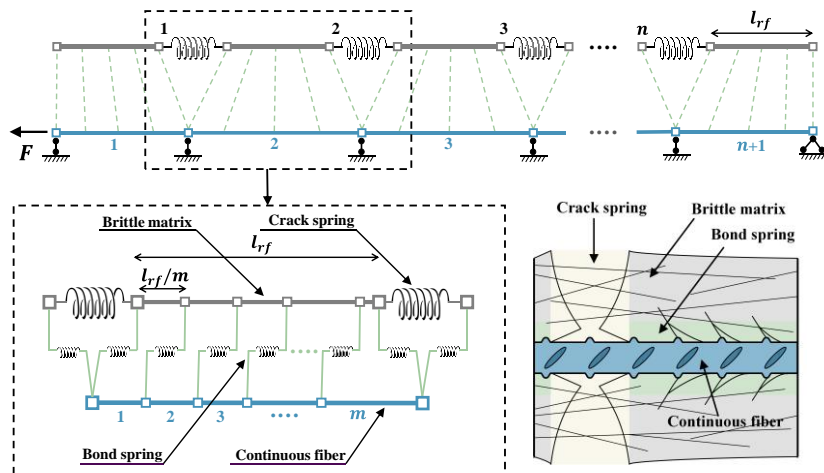 1 2 3 n l_rf
....
F 1 2 3 .... n+1
Brittle matrix Crack spring
l_rf
l_rf/m
....
1 2 3 .... m
Bond spring Continuous fiber
Crack spring Brittle matrix
Bond spring
Continuous fiber